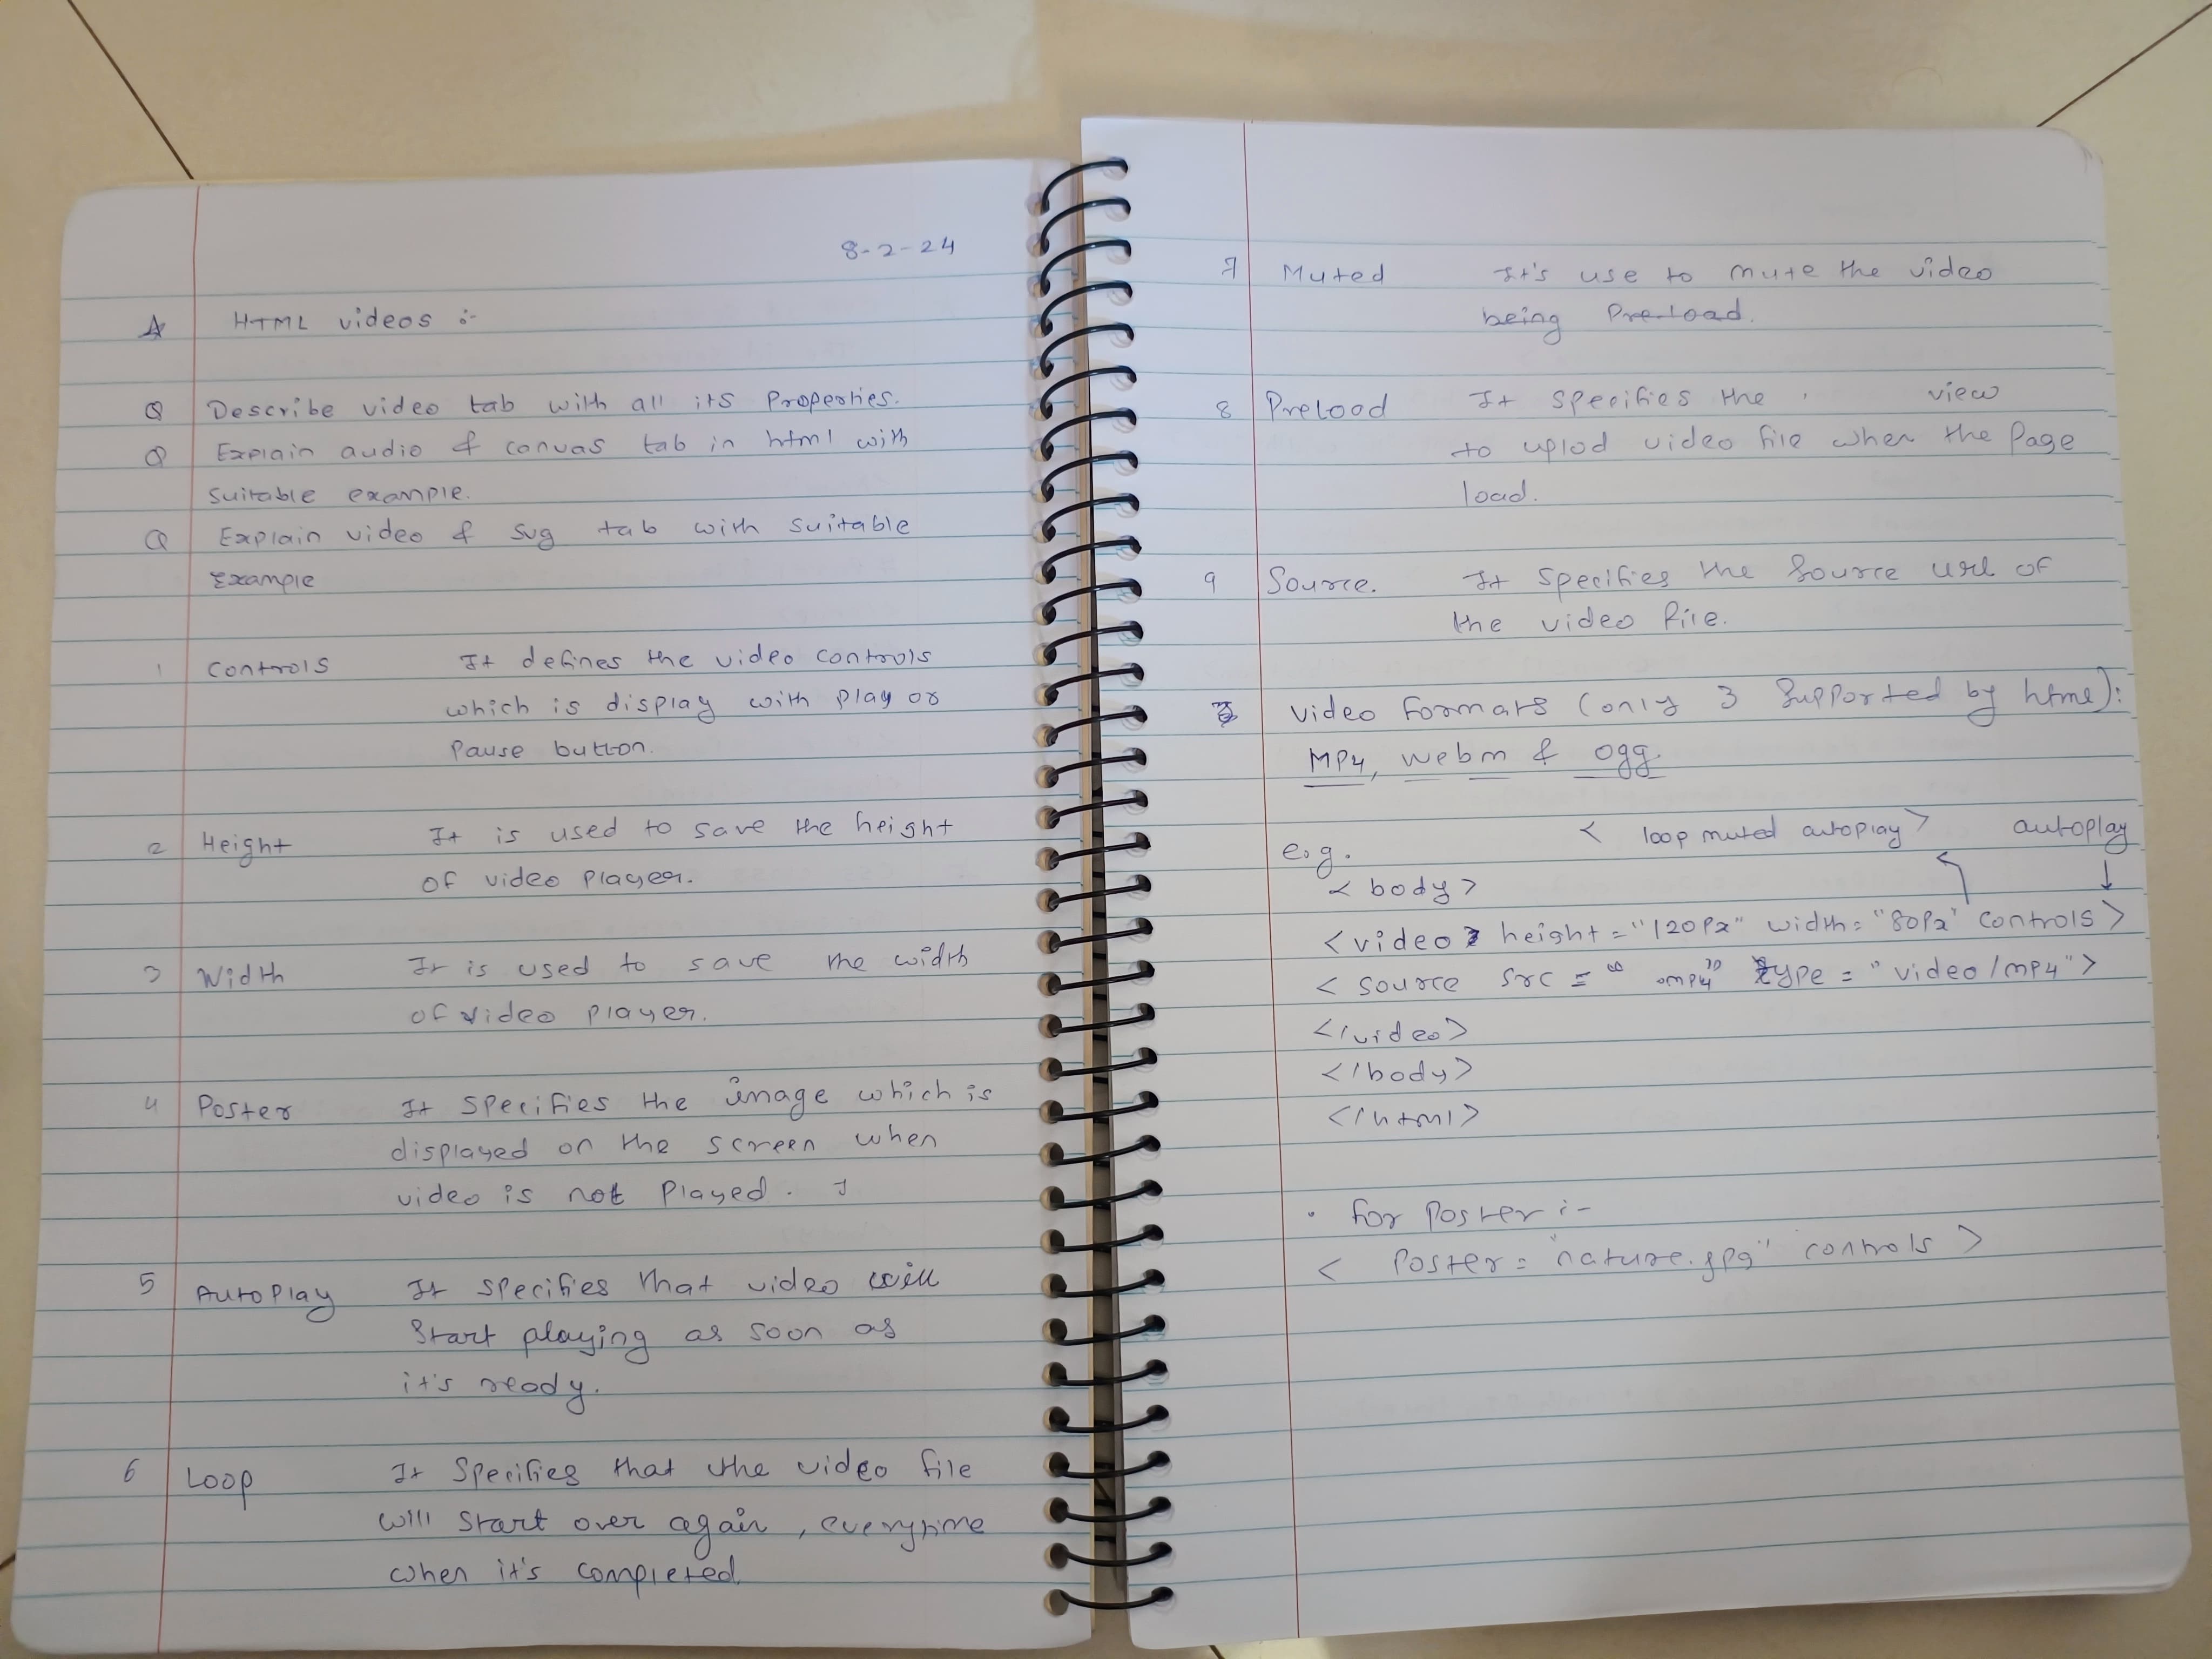 8-2-24
HTML videos :-
Q Describe video tab with all its Properties.
Q Explain audio & canvas tab in html with
suitable example.
Q Explain video & svg tab with suitable
Example
1 Controls It defines the video controls
which is display with play or
Pause button.
2 Height It is used to save the height
of video player.
3 Width It is used to save the width
of video player.
4 Poster It specifies the image which is
displayed on the screen when
video is not Played.
5 AutoPlay It specifies that video will
Start playing as soon as
it's ready.
6 Loop It Specifies that the video file
will start over again, everytime
when it's completed
7 Muted It's use to mute the video
being Pre-load.
8 Preload It specifies the view
to uplod video file when the Page
load.
9 Source. It specifies the Source url of
the video file.
video formats (only 3 Supported by html):
MP4, webm & ogg.
< loop muted autoplay > autoplay
e.g.
< body >
<video height = "120Px" width = "80Px" controls >
< source src = " .mp4" type = "video/mp4">
</video>
</body>
</html>
• for poster :-
< Poster = "nature.jpg" controls >